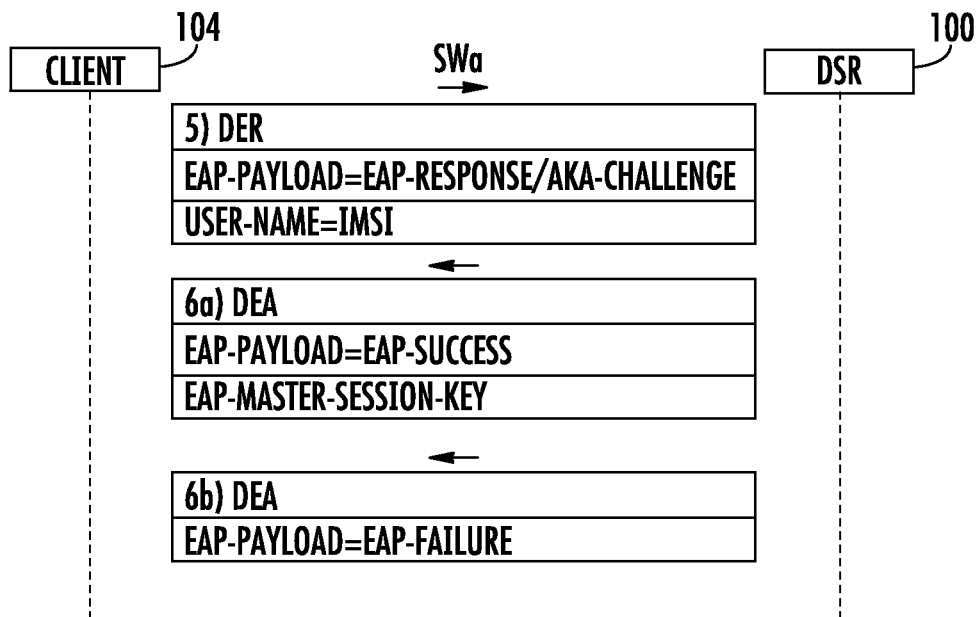 104
100
CLIENT
SWa
DSR
5) DER
EAP-PAYLOAD=EAP-RESPONSE/AKA-CHALLENGE
USER-NAME=IMSI
6a) DEA
EAP-PAYLOAD=EAP-SUCCESS
EAP-MASTER-SESSION-KEY
6b) DEA
EAP-PAYLOAD=EAP-FAILURE